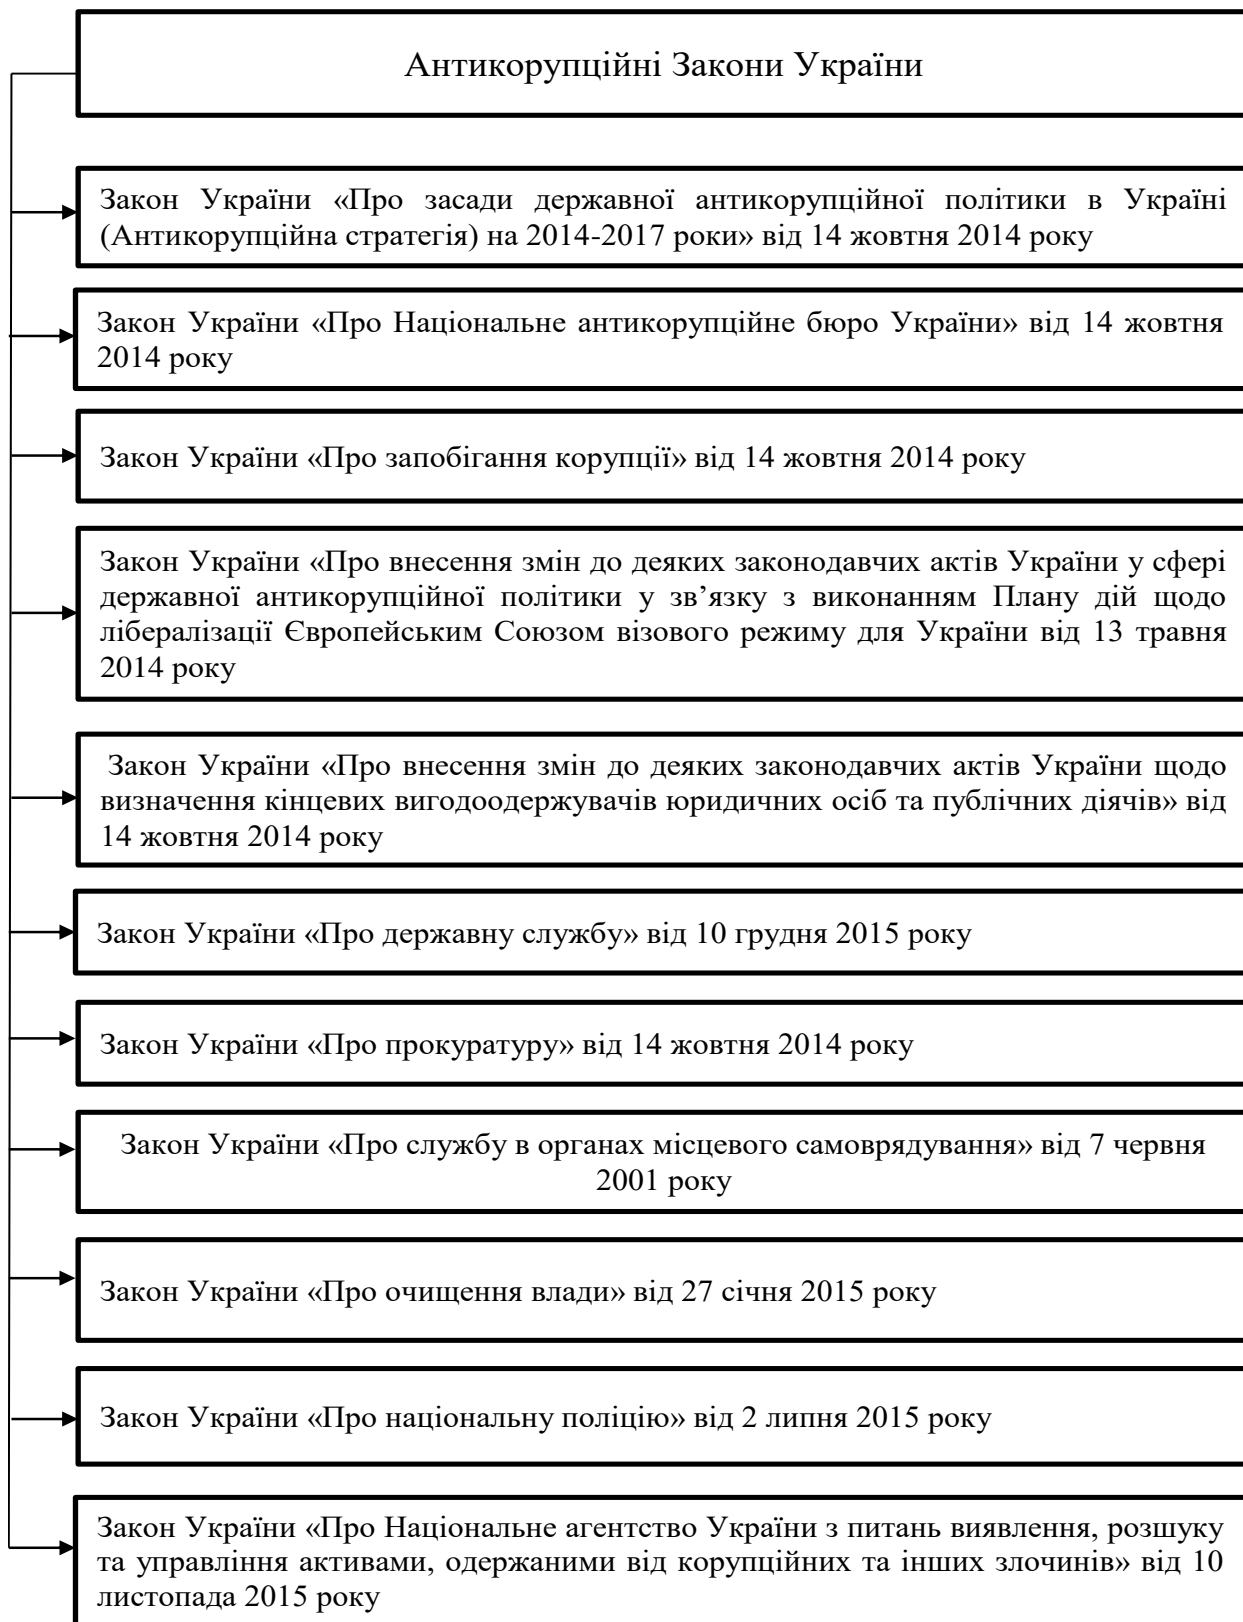 Антикорупційні Закони України
Закон України «Про засади державної антикорупційної політики в Україні
(Антикорупційна стратегія) на 2014-2017 роки» від 14 жовтня 2014 року
Закон України «Про Національне антикорупційне бюро України» від 14 жовтня
2014 року
Закон України «Про запобігання корупції» від 14 жовтня 2014 року
Закон України «Про внесення змін до деяких законодавчих актів України у сфері
державної антикорупційної політики у зв’язку з виконанням Плану дій щодо
лібералізації Європейським Союзом візового режиму для України від 13 травня
2014 року
Закон України «Про внесення змін до деяких законодавчих актів України щодо
визначення кінцевих вигодоодержувачів юридичних осіб та публічних діячів» від
14 жовтня 2014 року
Закон України «Про державну службу» від 10 грудня 2015 року
Закон України «Про прокуратуру» від 14 жовтня 2014 року
Закон України «Про службу в органах місцевого самоврядування» від 7 червня
2001 року
Закон України «Про очищення влади» від 27 січня 2015 року
Закон України «Про національну поліцію» від 2 липня 2015 року
Закон України «Про Національне агентство України з питань виявлення, розшуку
та управління активами, одержаними від корупційних та інших злочинів» від 10
листопада 2015 року